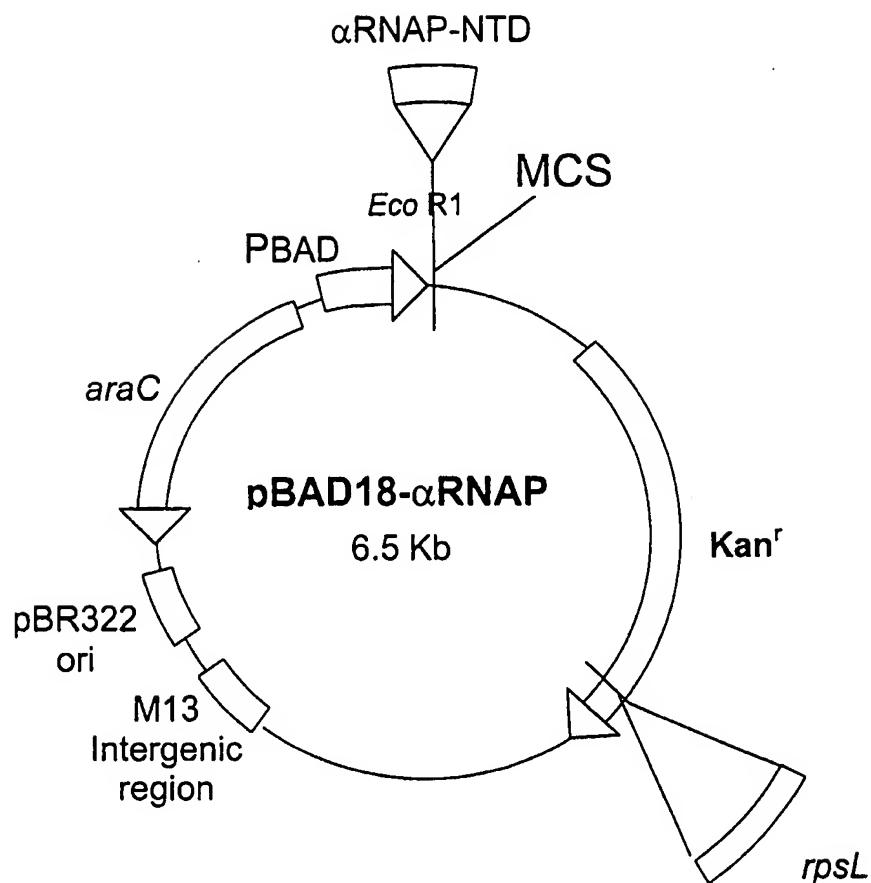 αRNAP-NTD
MCS
Eco R1
PBAD
araC
pBAD18-αRNAP
6.5 Kb
Kanʳ
pBR322
ori
M13
Intergenic
region
rpsL